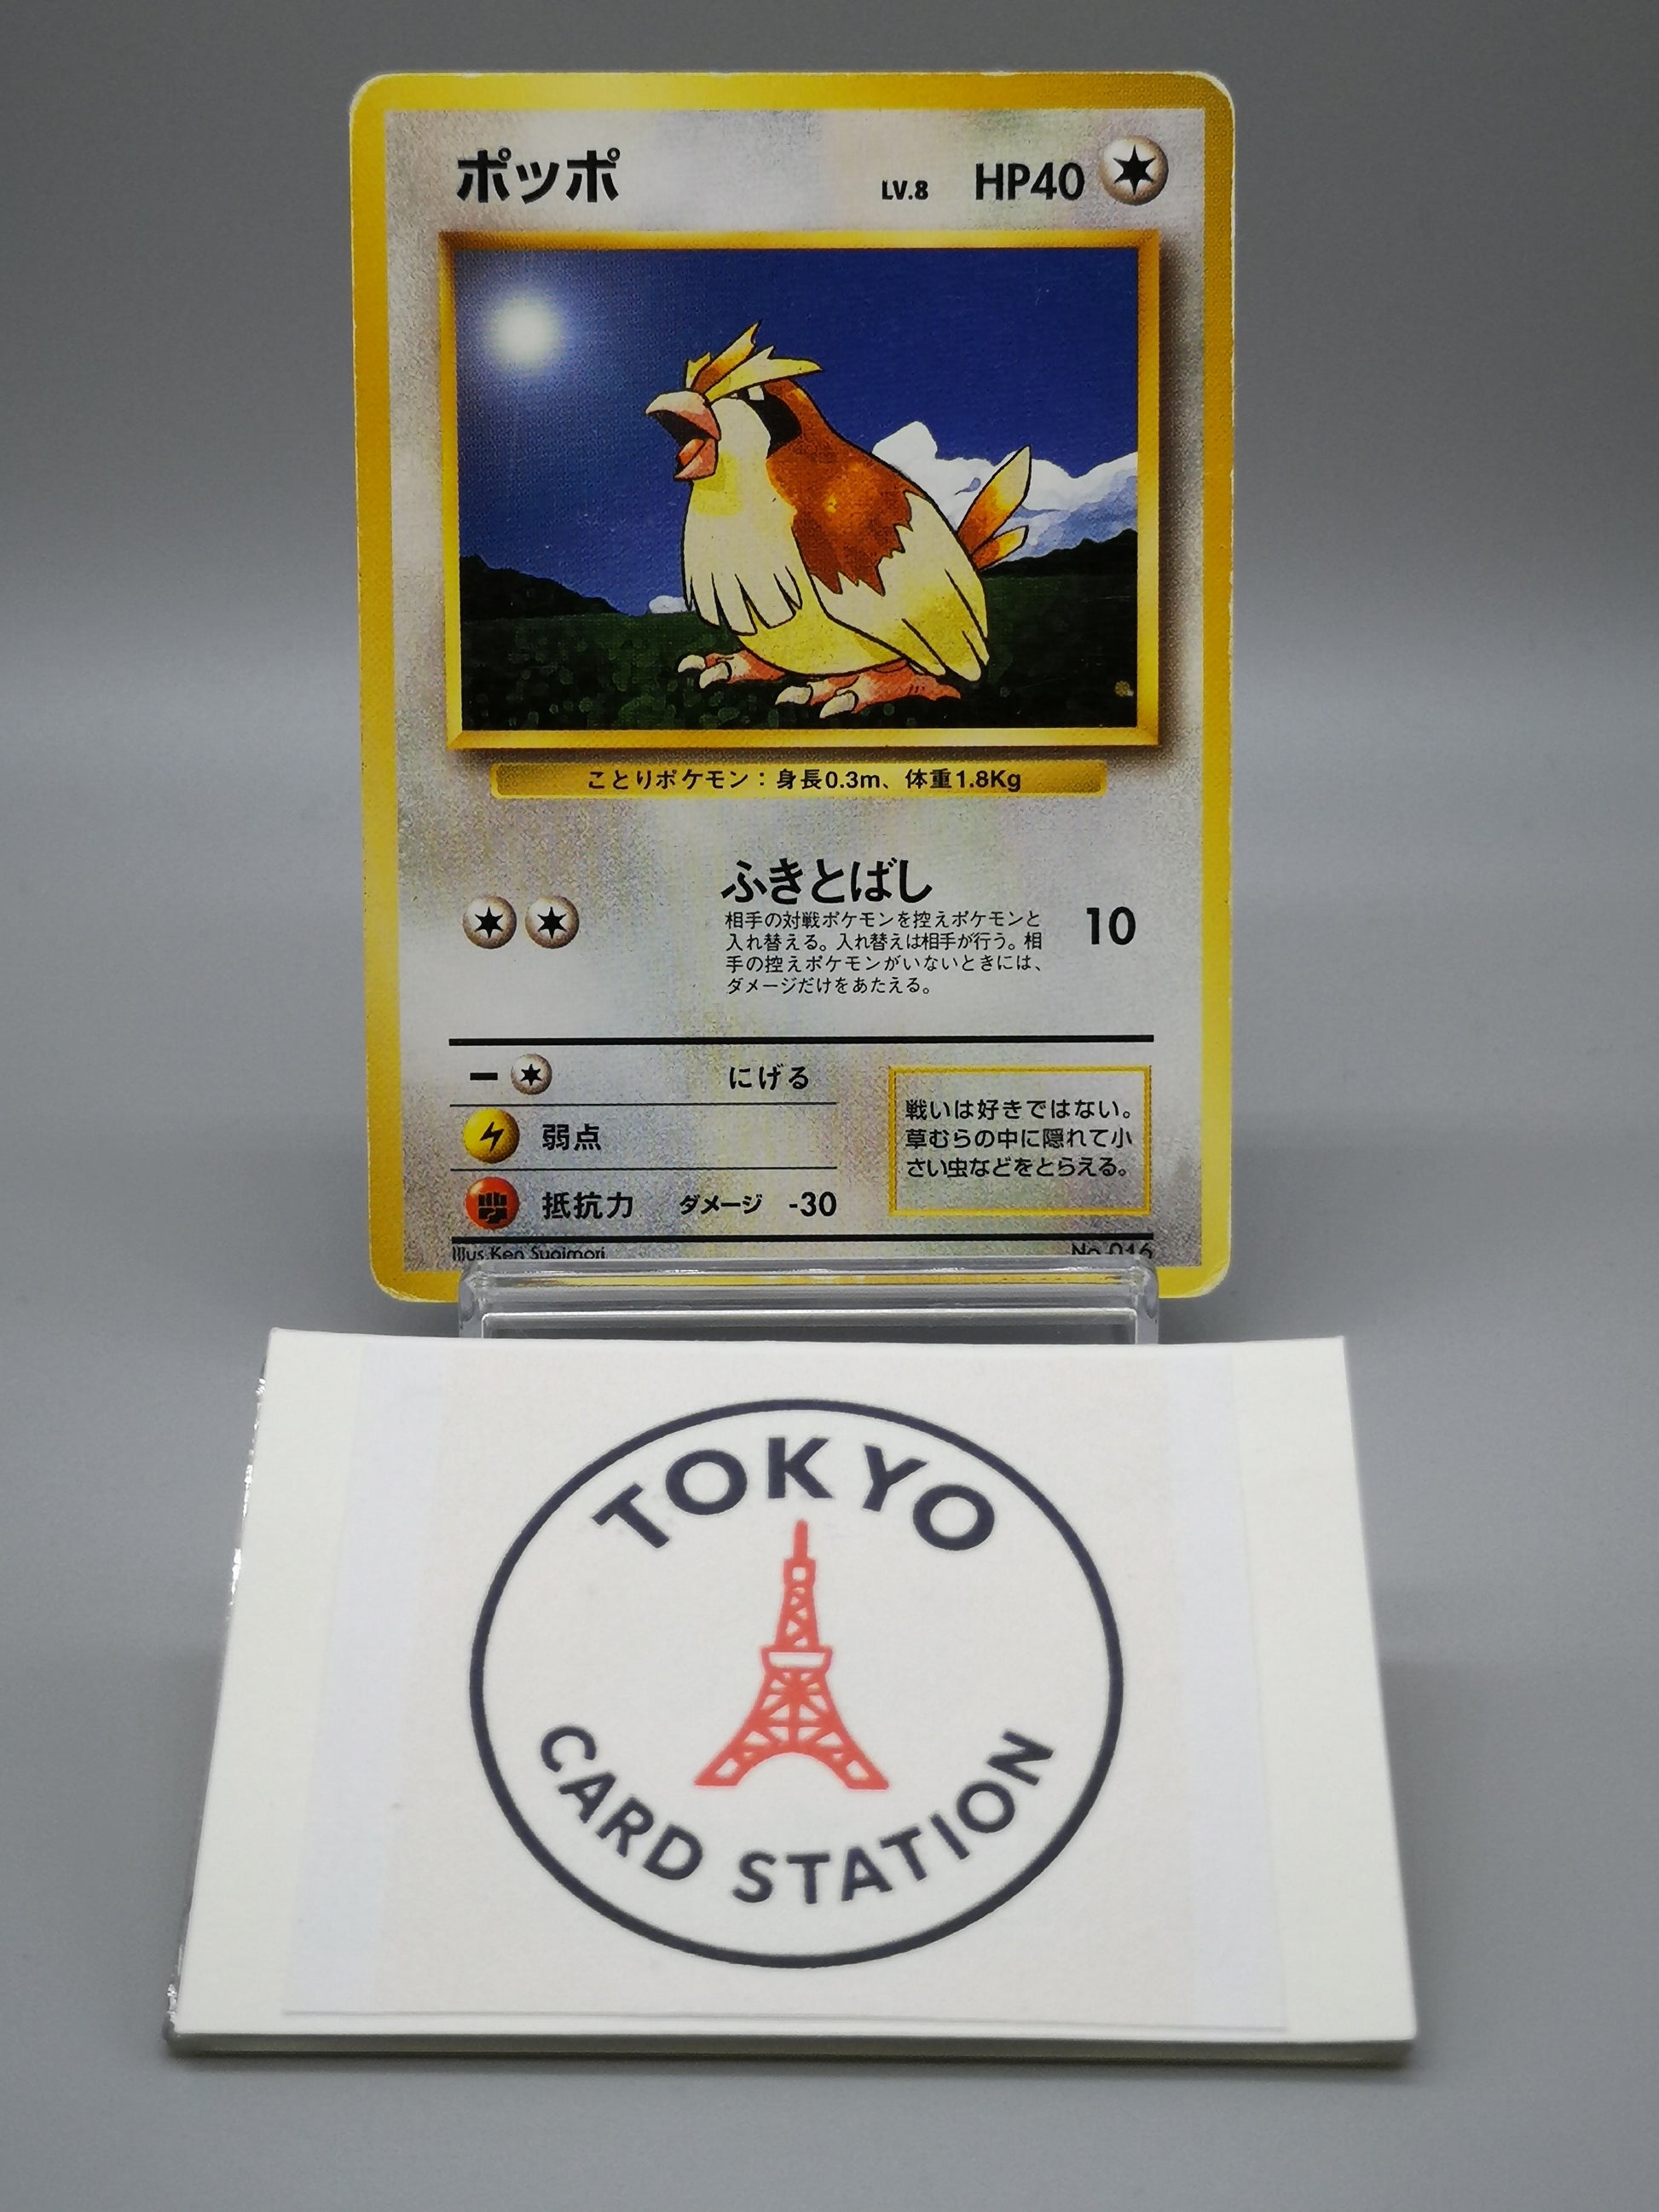 ポッポ LV.8 HP40
ことりポケモン：身長0.3m、体重1.8Kg
ふきとばし
相手の対戦ポケモンを控えポケモンと
入れ替える。入れ替えは相手が行う。相
手の控えポケモンがいないときには、
ダメージだけをあたえる。
10
− にげる
弱点
抵抗力 ダメージ -30
戦いは好きではない。
草むらの中に隠れて小
さい虫などをとらえる。
Illus.Ken Sugimori
No.016
TOKYO
CARD STATION